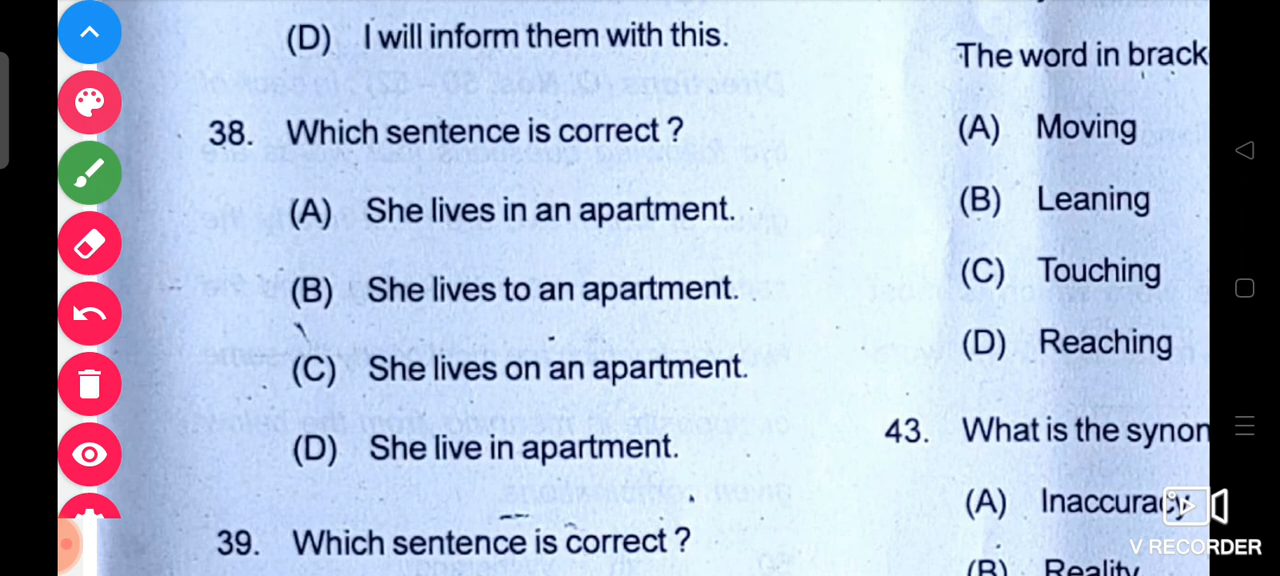 (D) I will inform them with this.
38. Which sentence is correct ?
(A) She lives in an apartment.
(B) She lives to an apartment.
(C) She lives on an apartment.
(D) She live in apartment.
39. Which sentence is correct ?
The word in brack
(A) Moving
(B) Leaning
(C) Touching
(D) Reaching
43. What is the synon
(A) Inaccuracy
(B) Reality
V RECORDER